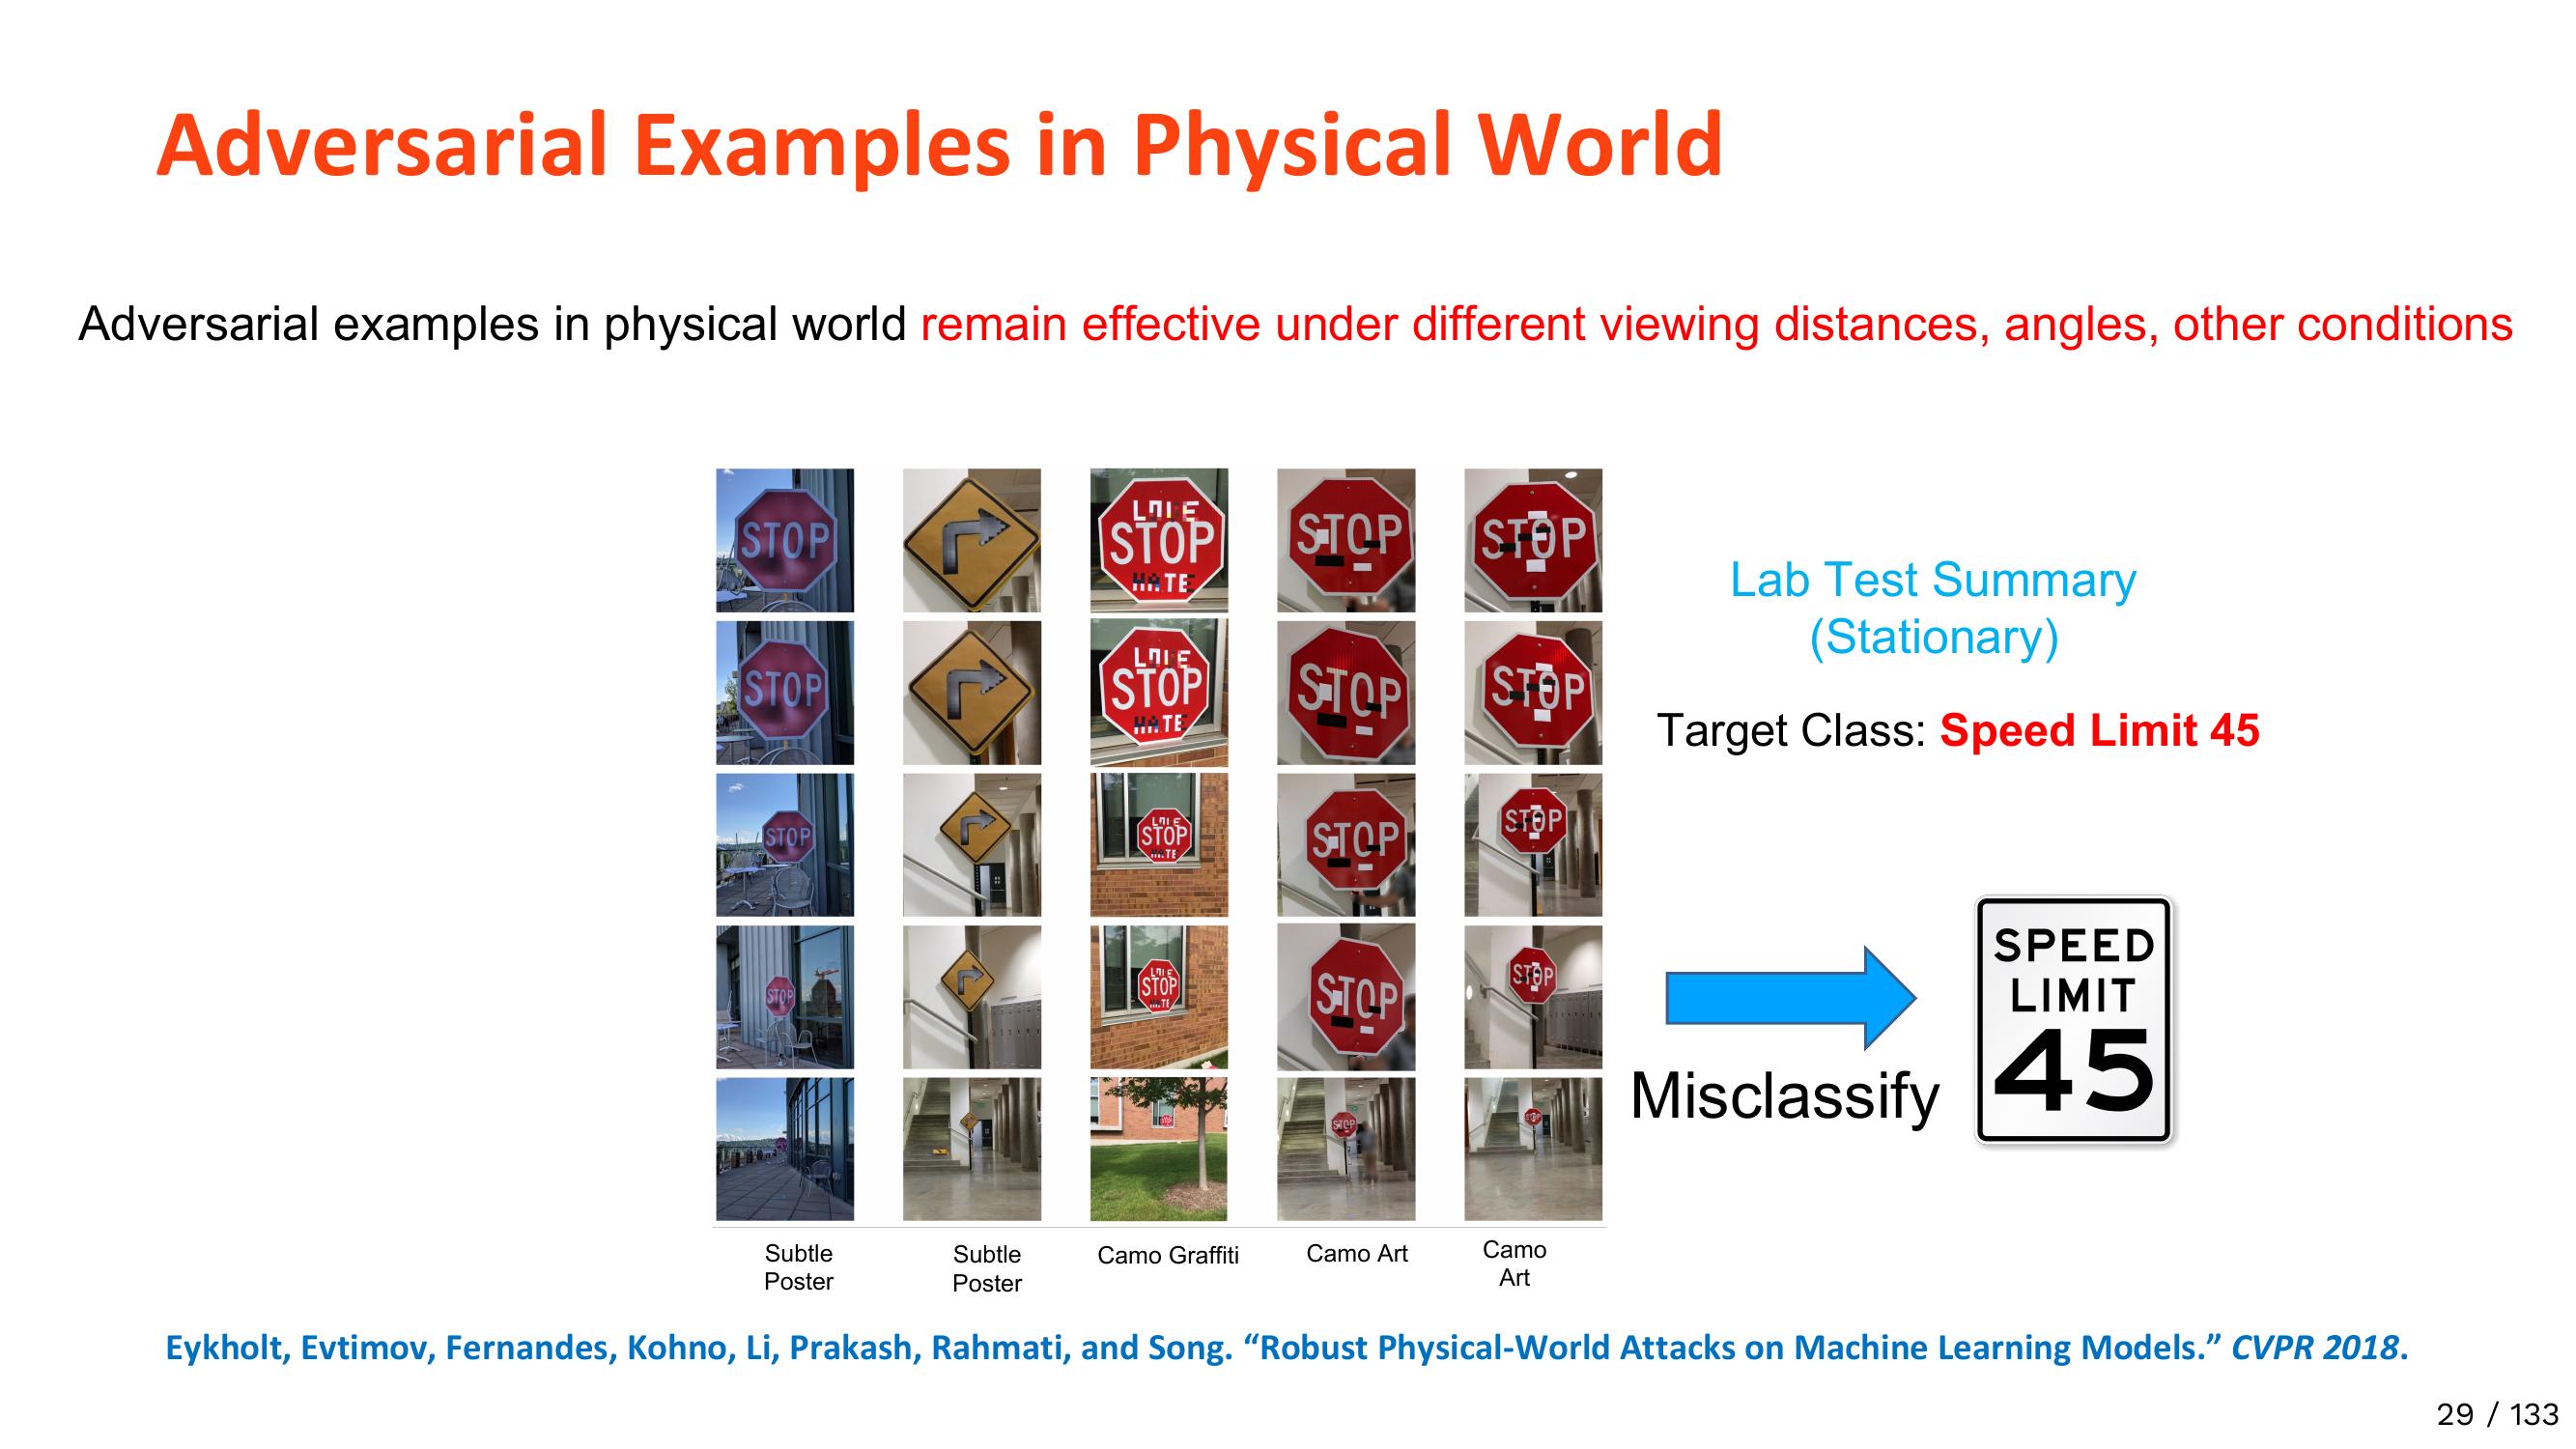 Adversarial Examples in Physical World
Adversarial examples in physical world remain effective under different viewing distances, angles, other conditions
STOP
LOVE
STOP
HATE
STOP
STOP
STOP
LOVE
STOP
HATE
STOP
STOP
STOP
STOP
HATE
STOP
STOP
STOP
STOP
HATE
STOP
STOP
STOP
STOP
Lab Test Summary
(Stationary)
Target Class: Speed Limit 45
Misclassify
SPEED
LIMIT
45
Subtle
Poster
Subtle
Poster
Camo Graffiti
Camo Art
Camo
Art
Eykholt, Evtimov, Fernandes, Kohno, Li, Prakash, Rahmati, and Song. “Robust Physical-World Attacks on Machine Learning Models.” CVPR 2018.
29 / 133